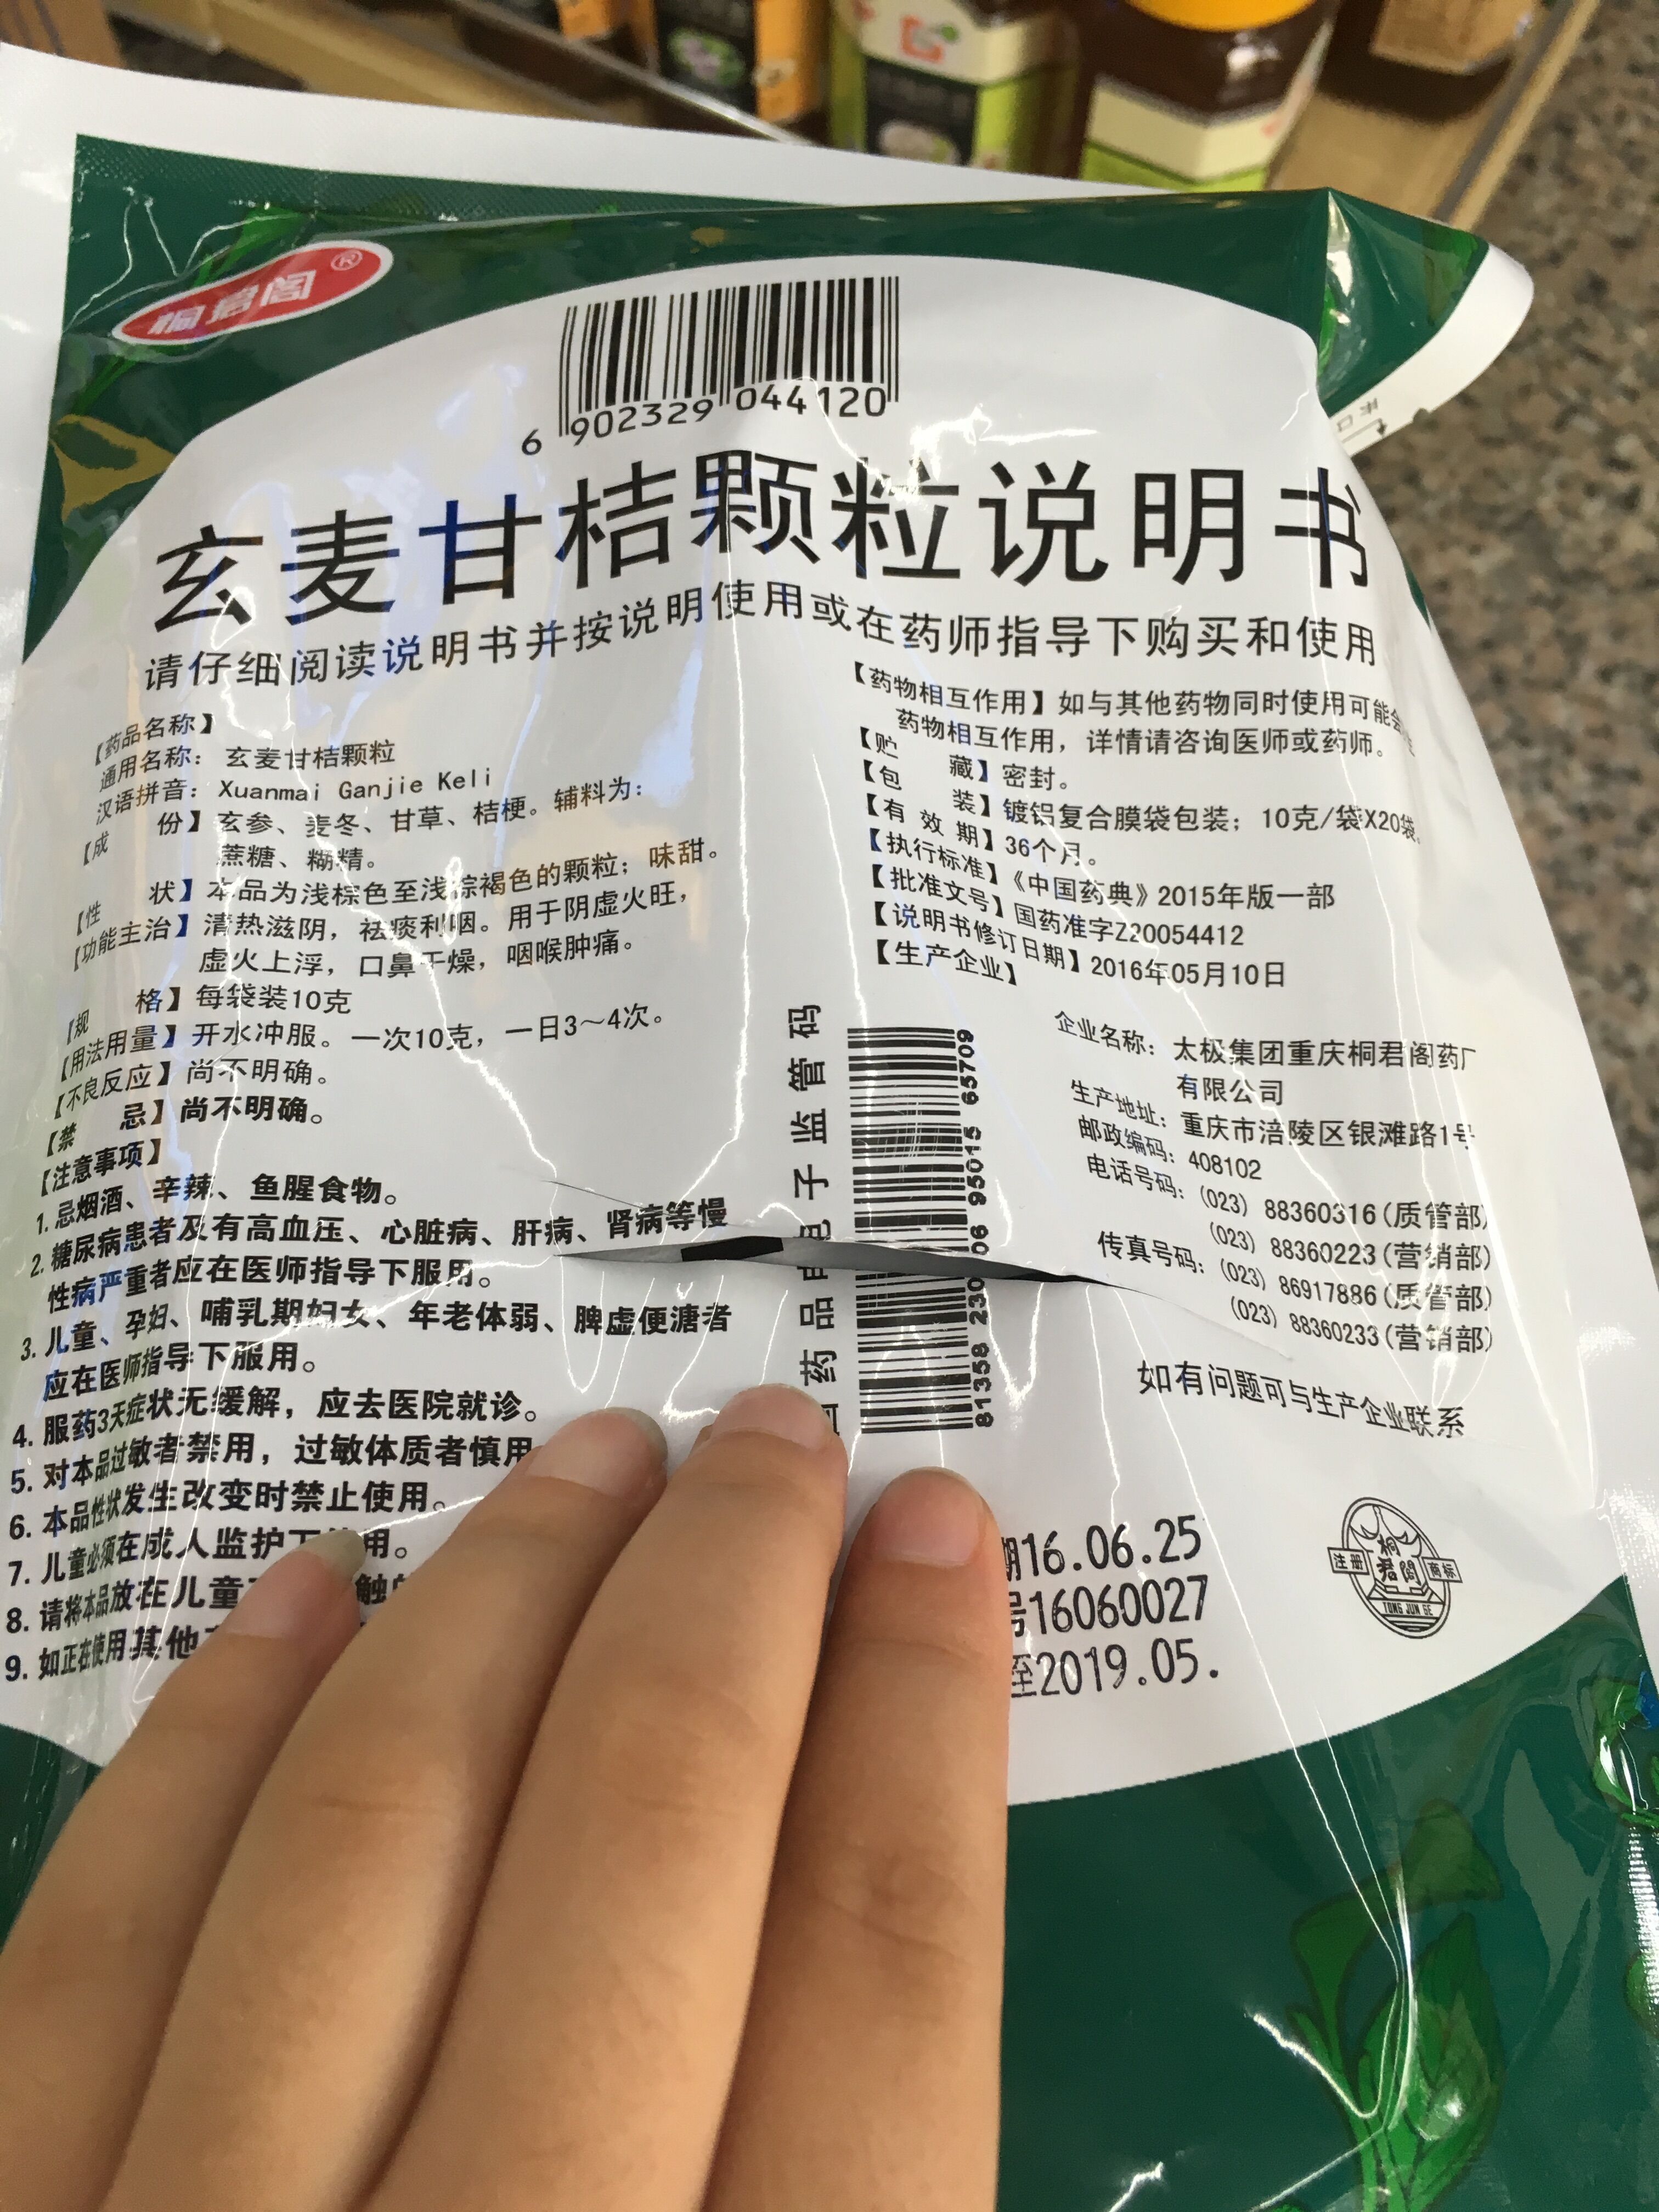 桐君阁®
6 902329 044120
玄麦甘桔颗粒说明书
请仔细阅读说明书并按说明使用或在药师指导下购买和使用
【药品名称】
通用名称：玄麦甘桔颗粒
汉语拼音：Xuanmai Ganjie Keli
【成 份】玄参、麦冬、甘草、桔梗。辅料为：
蔗糖、糊精。
【性 状】本品为浅棕色至浅棕褐色的颗粒；味甜。
【功能主治】清热滋阴，祛痰利咽。用于阴虚火旺，
虚火上浮，口鼻干燥，咽喉肿痛。
【规 格】每袋装10克
【用法用量】开水冲服。一次10克，一日3～4次。
【不良反应】尚不明确。
【禁 忌】尚不明确。
【注意事项】
1. 忌烟酒、辛辣、鱼腥食物。
2. 糖尿病患者及有高血压、心脏病、肝病、肾病等慢
性病严重者应在医师指导下服用。
3. 儿童、孕妇、哺乳期妇女、年老体弱、脾虚便溏者
应在医师指导下服用。
4. 服药3天症状无缓解，应去医院就诊。
5. 对本品过敏者禁用，过敏体质者慎用
6. 本品性状发生改变时禁止使用。
7. 儿童必须在成人监护下 用。
8. 请将本品放在儿童 触
9. 如正在使用其他
【药物相互作用】如与其他药物同时使用可能
药物相互作用，详情请咨询医师或药师。
【贮 藏】密封。
【包 装】镀铝复合膜袋包装；10克/袋X20袋
【有 效 期】36个月。
【执行标准】《中国药典》2015年版一部
【批准文号】国药准字Z20054412
【说明书修订日期】2016年05月10日
【生产企业】
企业名称：太极集团重庆桐君阁药厂
有限公司
生产地址：重庆市涪陵区银滩路1号
邮政编码：408102
电话号码：(023) 88360316(质管部)
(023) 88360223(营销部)
传真号码：(023) 86917886(质管部)
(023) 88360233(营销部)
如有问题可与生产企业联系
药品电子监管码
81358 230 06 95015 65709
期16.06.25
号16060027
至2019.05.
注册 桐君阁 商标
TONG JUN GE